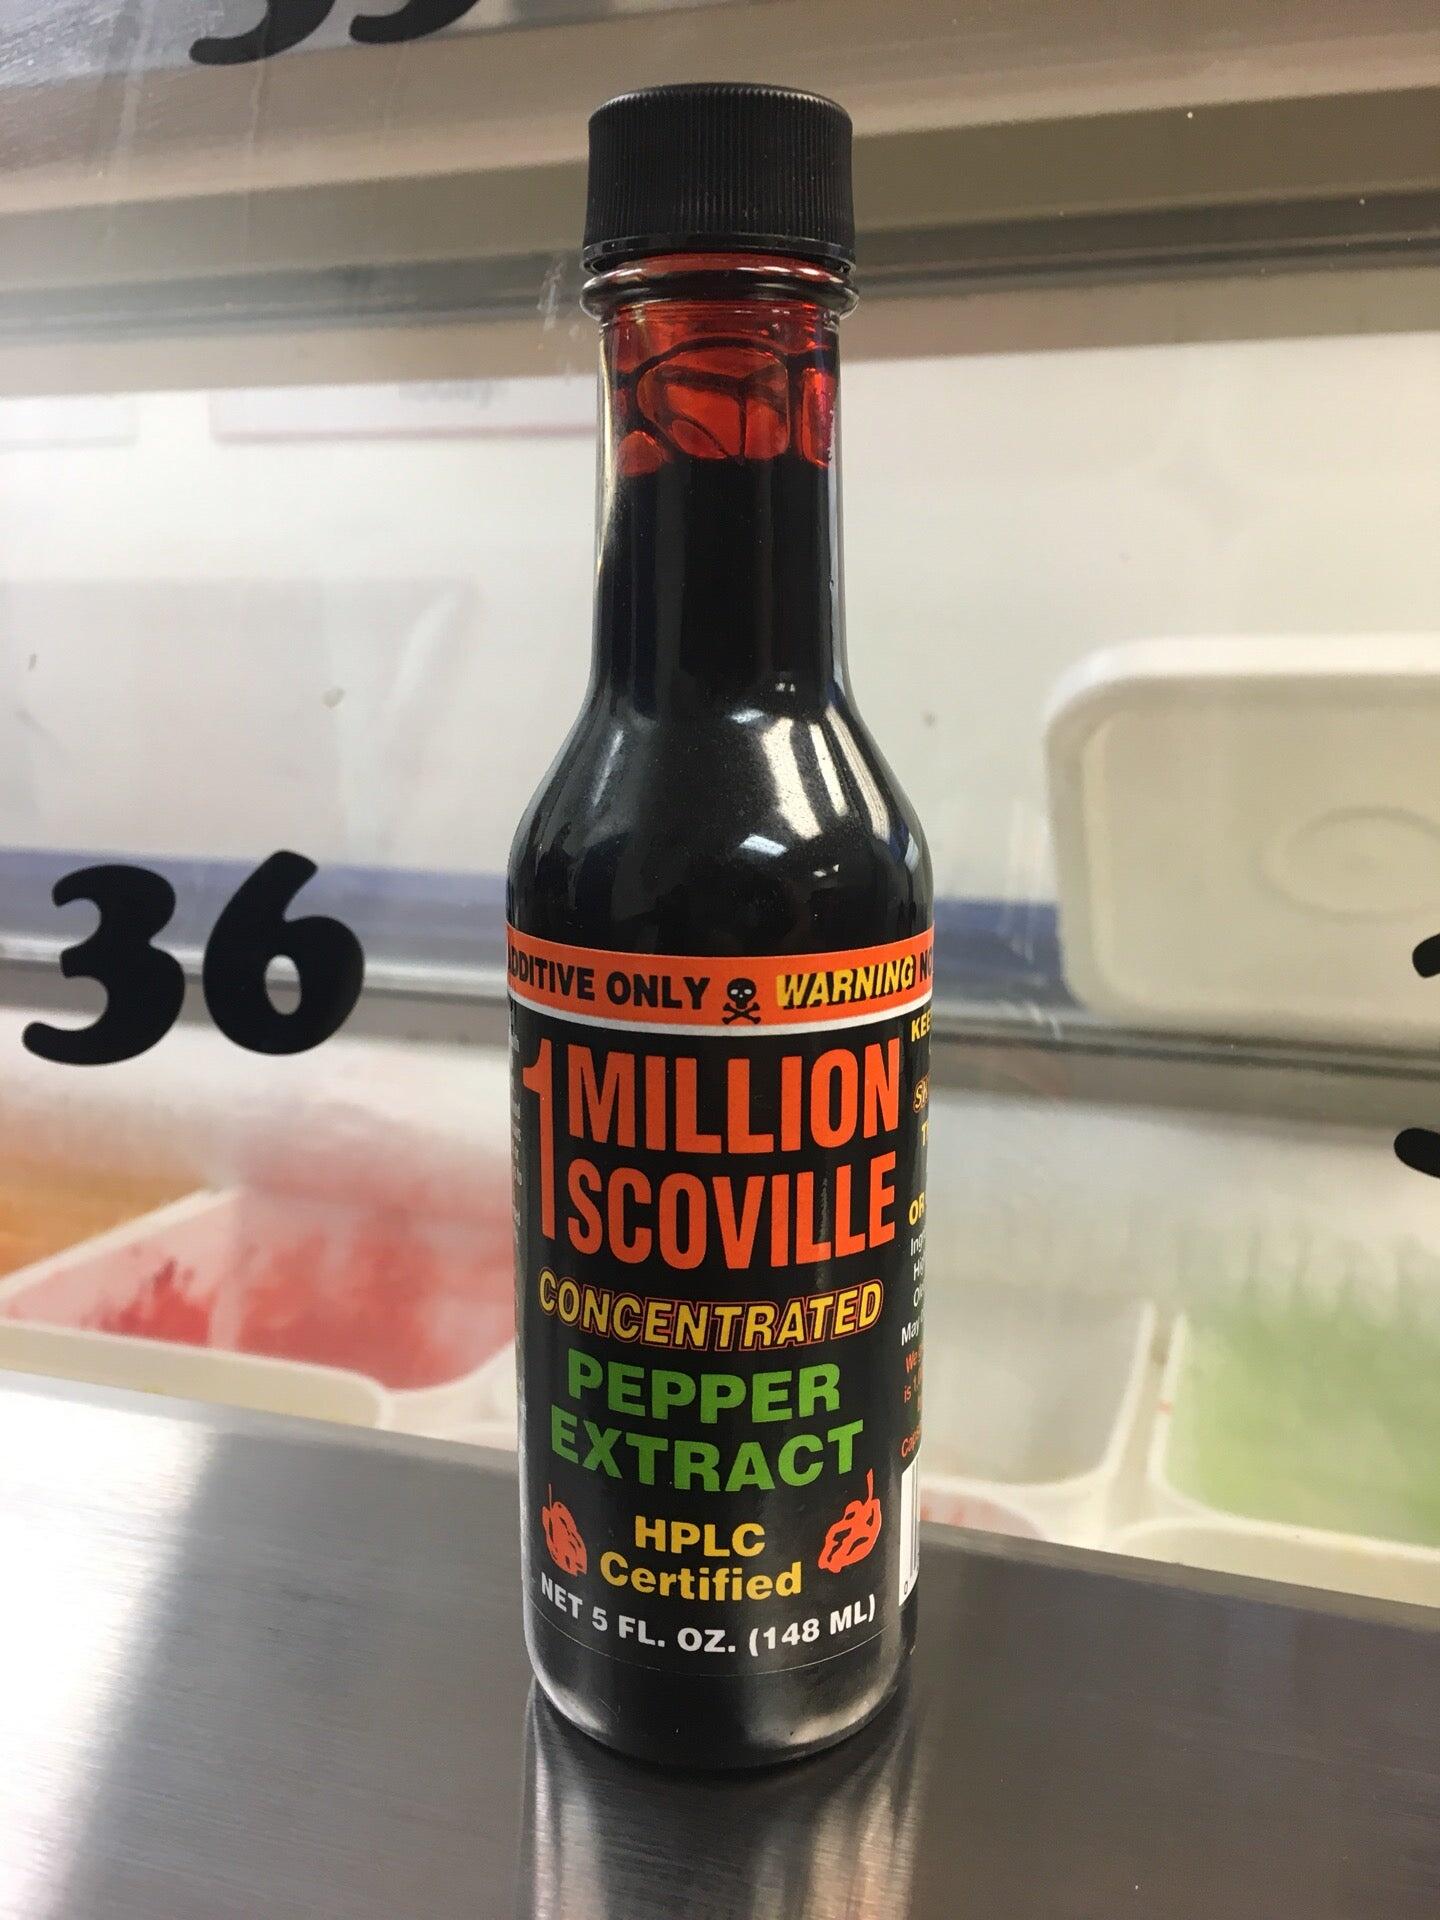 36
ADDITIVE ONLY WARNING
1 MILLION
SCOVILLE
CONCENTRATED
PEPPER
EXTRACT
HPLC
Certified
NET 5 FL. OZ. (148 ML)